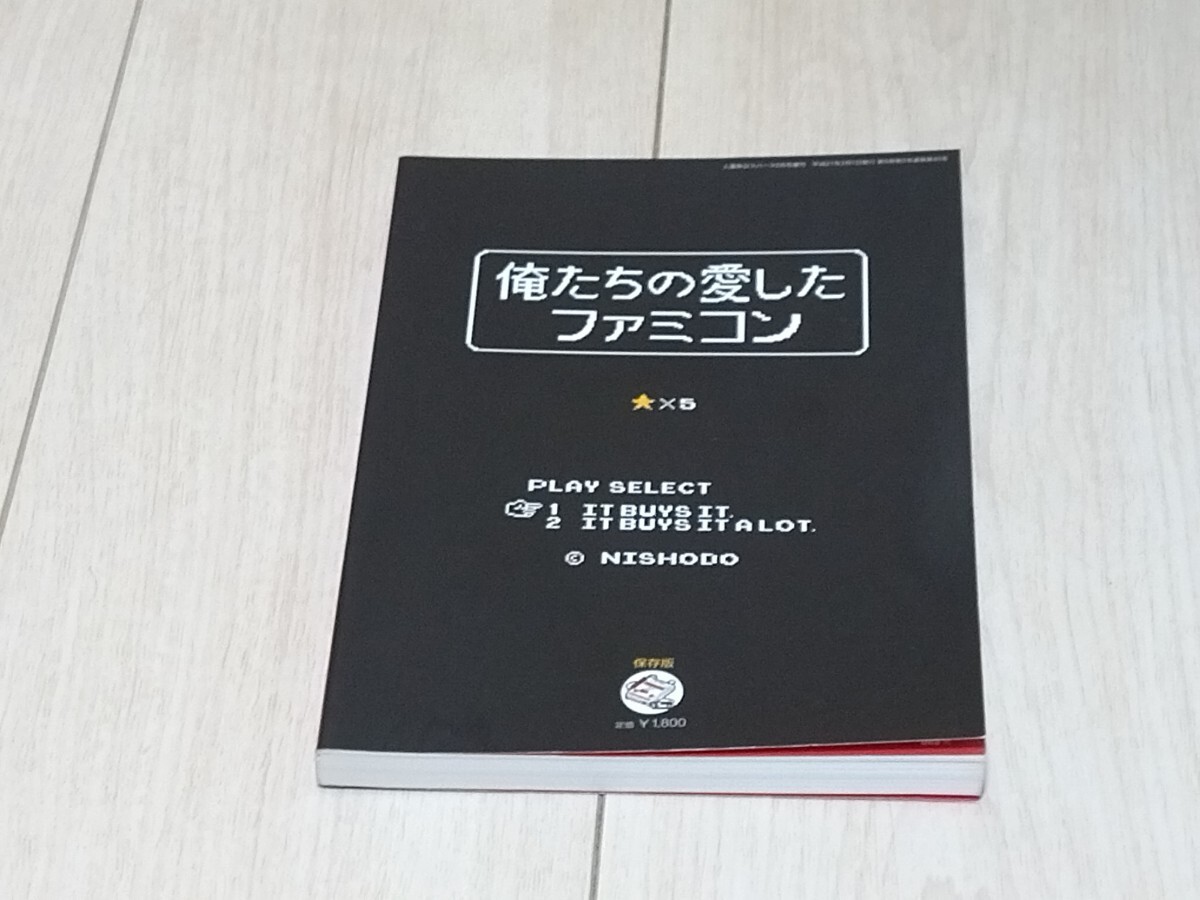 俺たちの愛した
ファミコン
×5
PLAY SELECT
1 IT BUYS IT.
2 IT BUYS IT A LOT.
© NISHODO
保存版
定価 ¥1,800